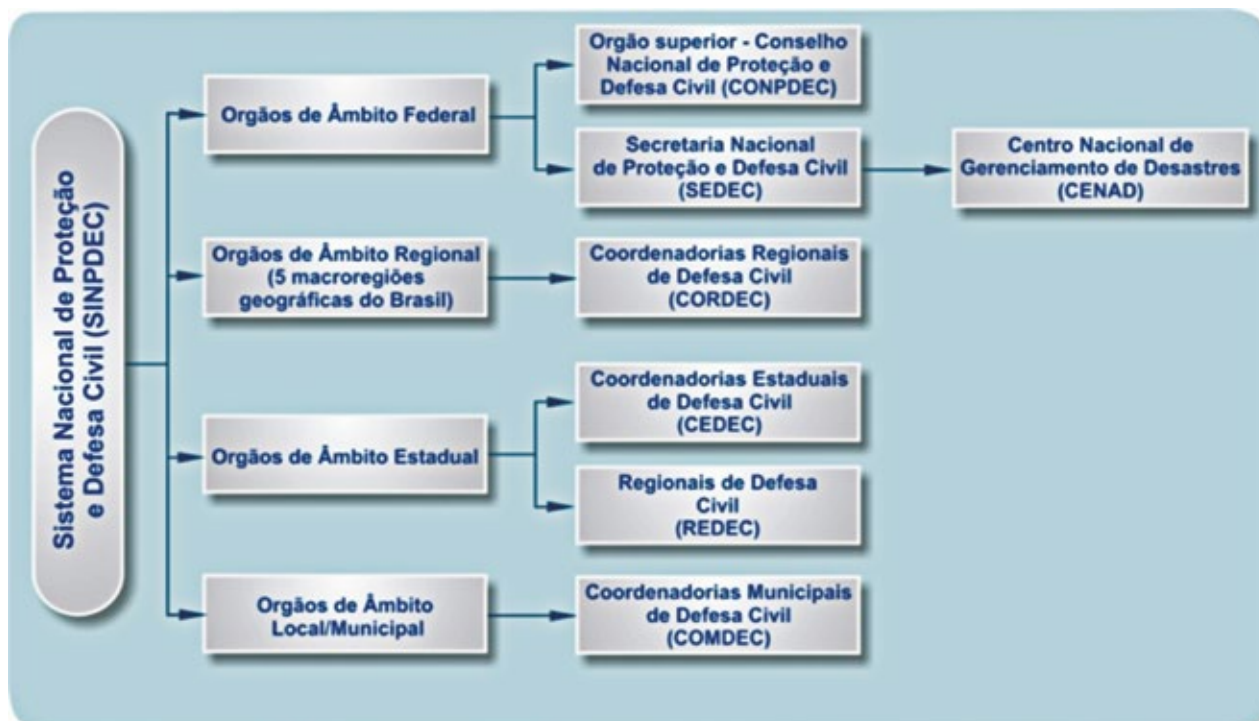 Sistema Nacional de Proteção
e Defesa Civil (SINPDEC)
Orgãos de Âmbito Federal
Orgão superior - Conselho
Nacional de Proteção e
Defesa Civil (CONPDEC)
Secretaria Nacional
de Proteção e Defesa Civil
(SEDEC)
Centro Nacional de
Gerenciamento de Desastres
(CENAD)
Orgãos de Âmbito Regional
(5 macroregiões
geográficas do Brasil)
Coordenadorias Regionais
de Defesa Civil
(CORDEC)
Orgãos de Âmbito Estadual
Coordenadorias Estaduais
de Defesa Civil
(CEDEC)
Regionais de Defesa
Civil
(REDEC)
Orgãos de Âmbito
Local/Municipal
Coordenadorias Municipais
de Defesa Civil
(COMDEC)